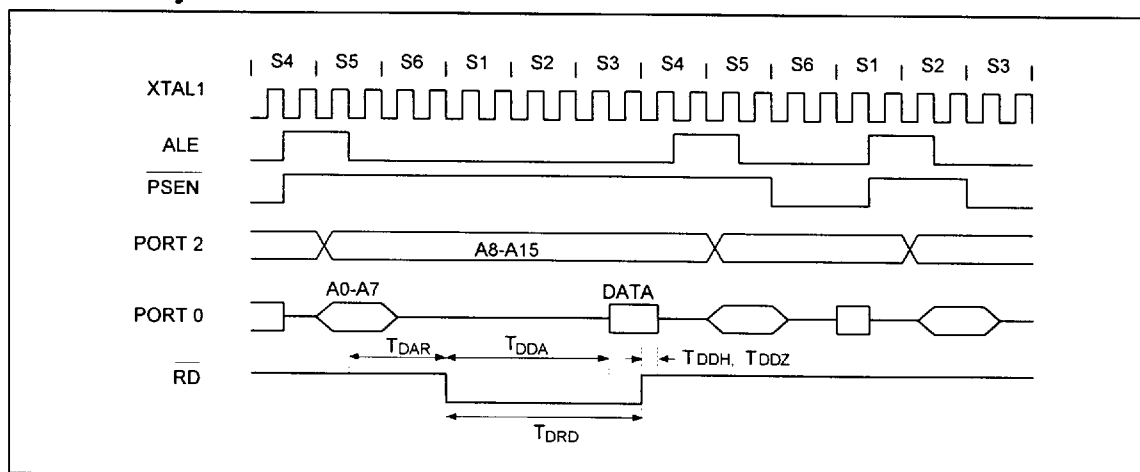 S4 S5 S6 S1 S2 S3 S4 S5 S6 S1 S2 S3
XTAL1
ALE
PSEN
PORT 2
A8-A15
A0-A7 DATA
PORT 0
TDAR TDDA TDDH, TDDZ
RD
TDRD